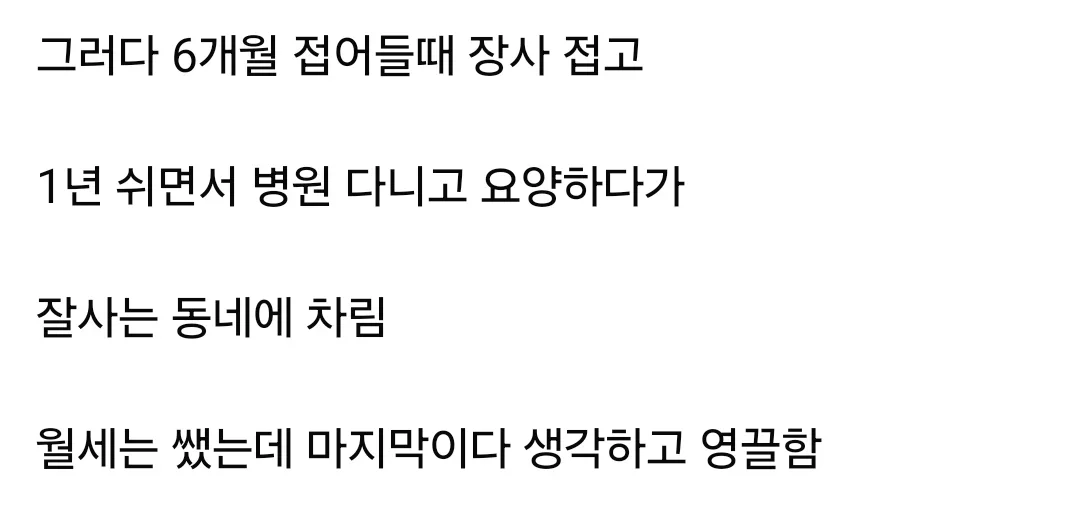 그러다 6개월 접어들때 장사 접고
1년 쉬면서 병원 다니고 요양하다가
잘사는 동네에 차림
월세는 쌨는데 마지막이다 생각하고 영끌함